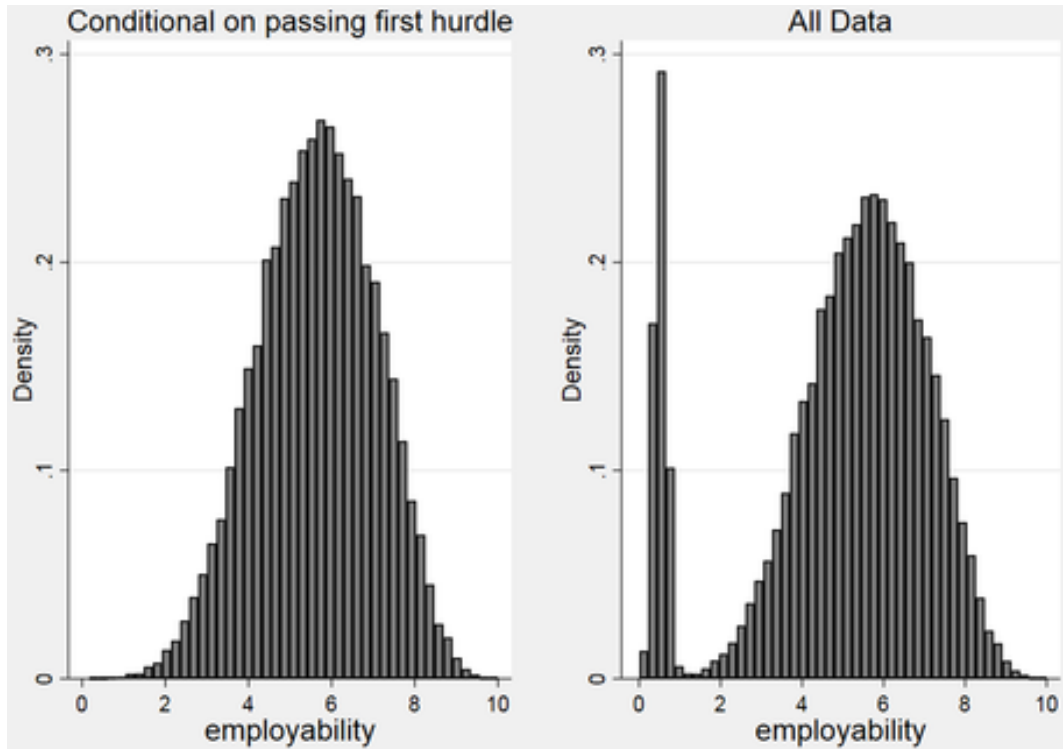 Conditional on passing first hurdle
.3
.2
.1
0
Density
0 2 4 6 8 10
employability
All Data
.3
.2
.1
0
Density
0 2 4 6 8 10
employability